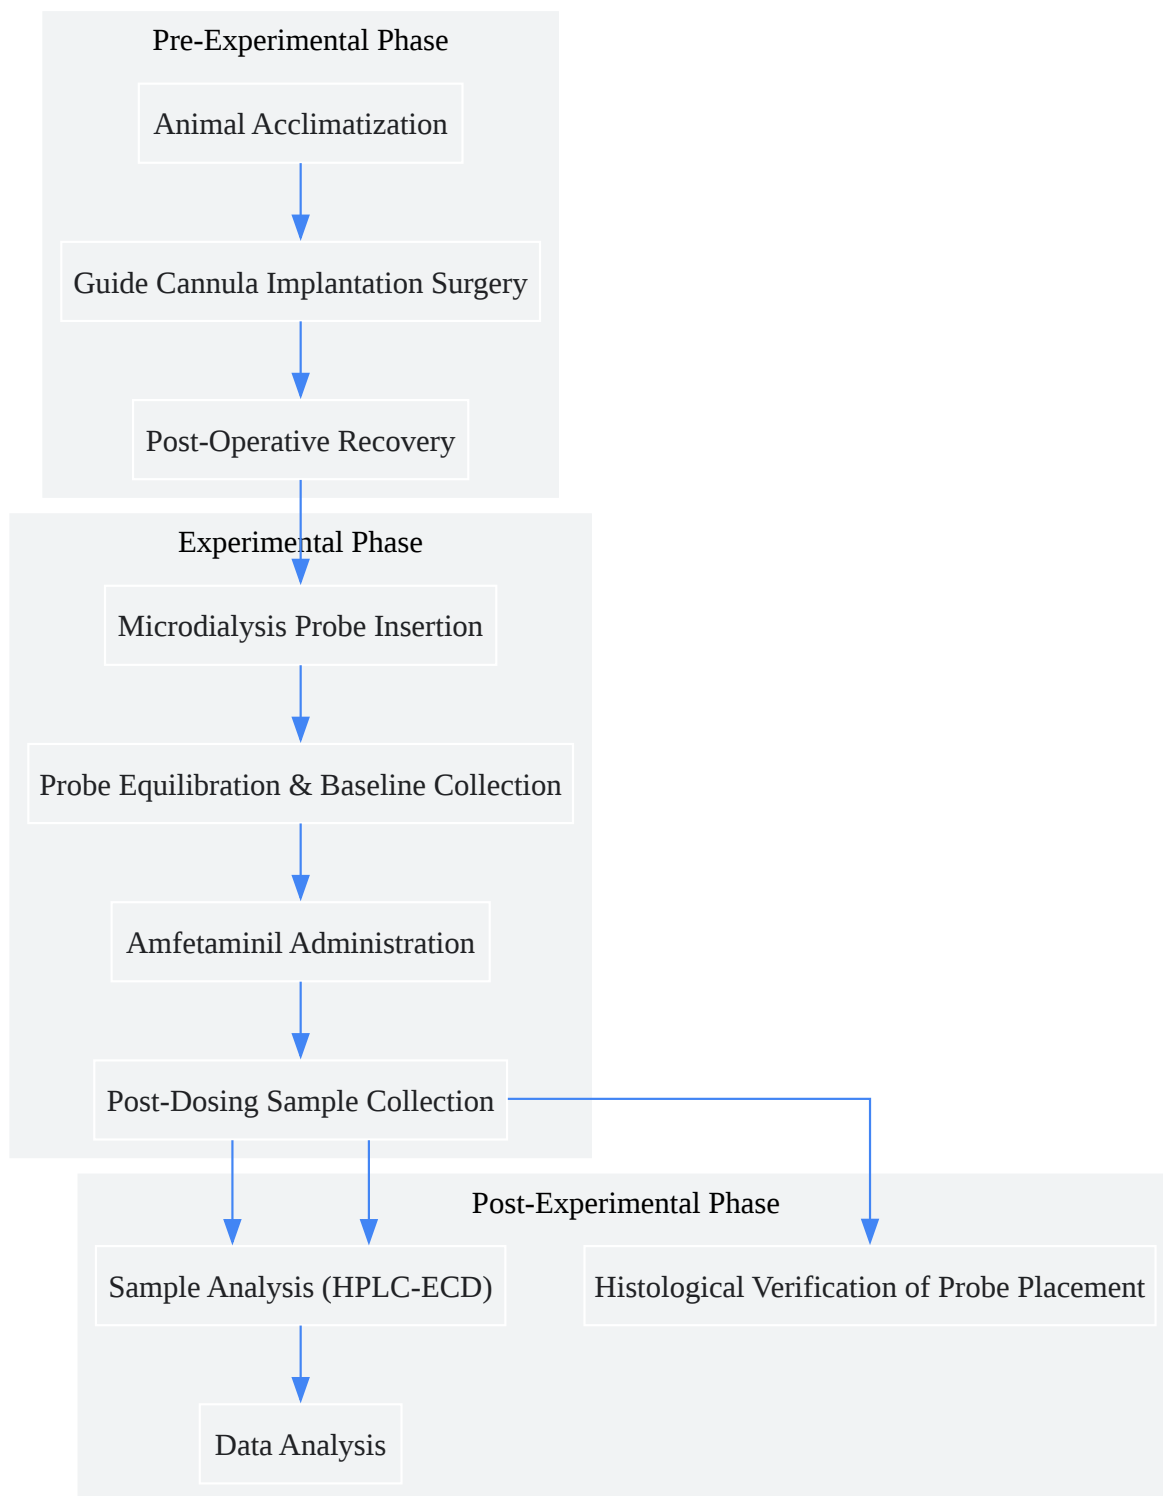 Pre-Experimental Phase
Animal Acclimatization
Guide Cannula Implantation Surgery
Post-Operative Recovery
Experimental Phase
Microdialysis Probe Insertion
Probe Equilibration & Baseline Collection
Amfetaminil Administration
Post-Dosing Sample Collection
Post-Experimental Phase
Sample Analysis (HPLC-ECD)
Histological Verification of Probe Placement
Data Analysis